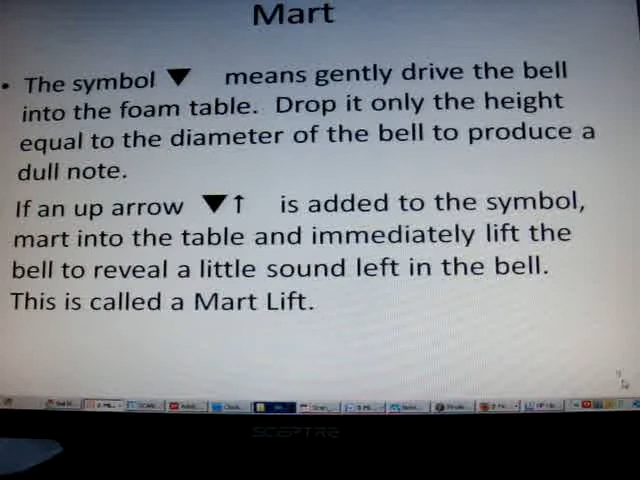 Mart
• The symbol ▼ means gently drive the bell
into the foam table. Drop it only the height
equal to the diameter of the bell to produce a
dull note.
If an up arrow ▼↑ is added to the symbol,
mart into the table and immediately lift the
bell to reveal a little sound left in the bell.
This is called a Mart Lift.
SCEPTRE